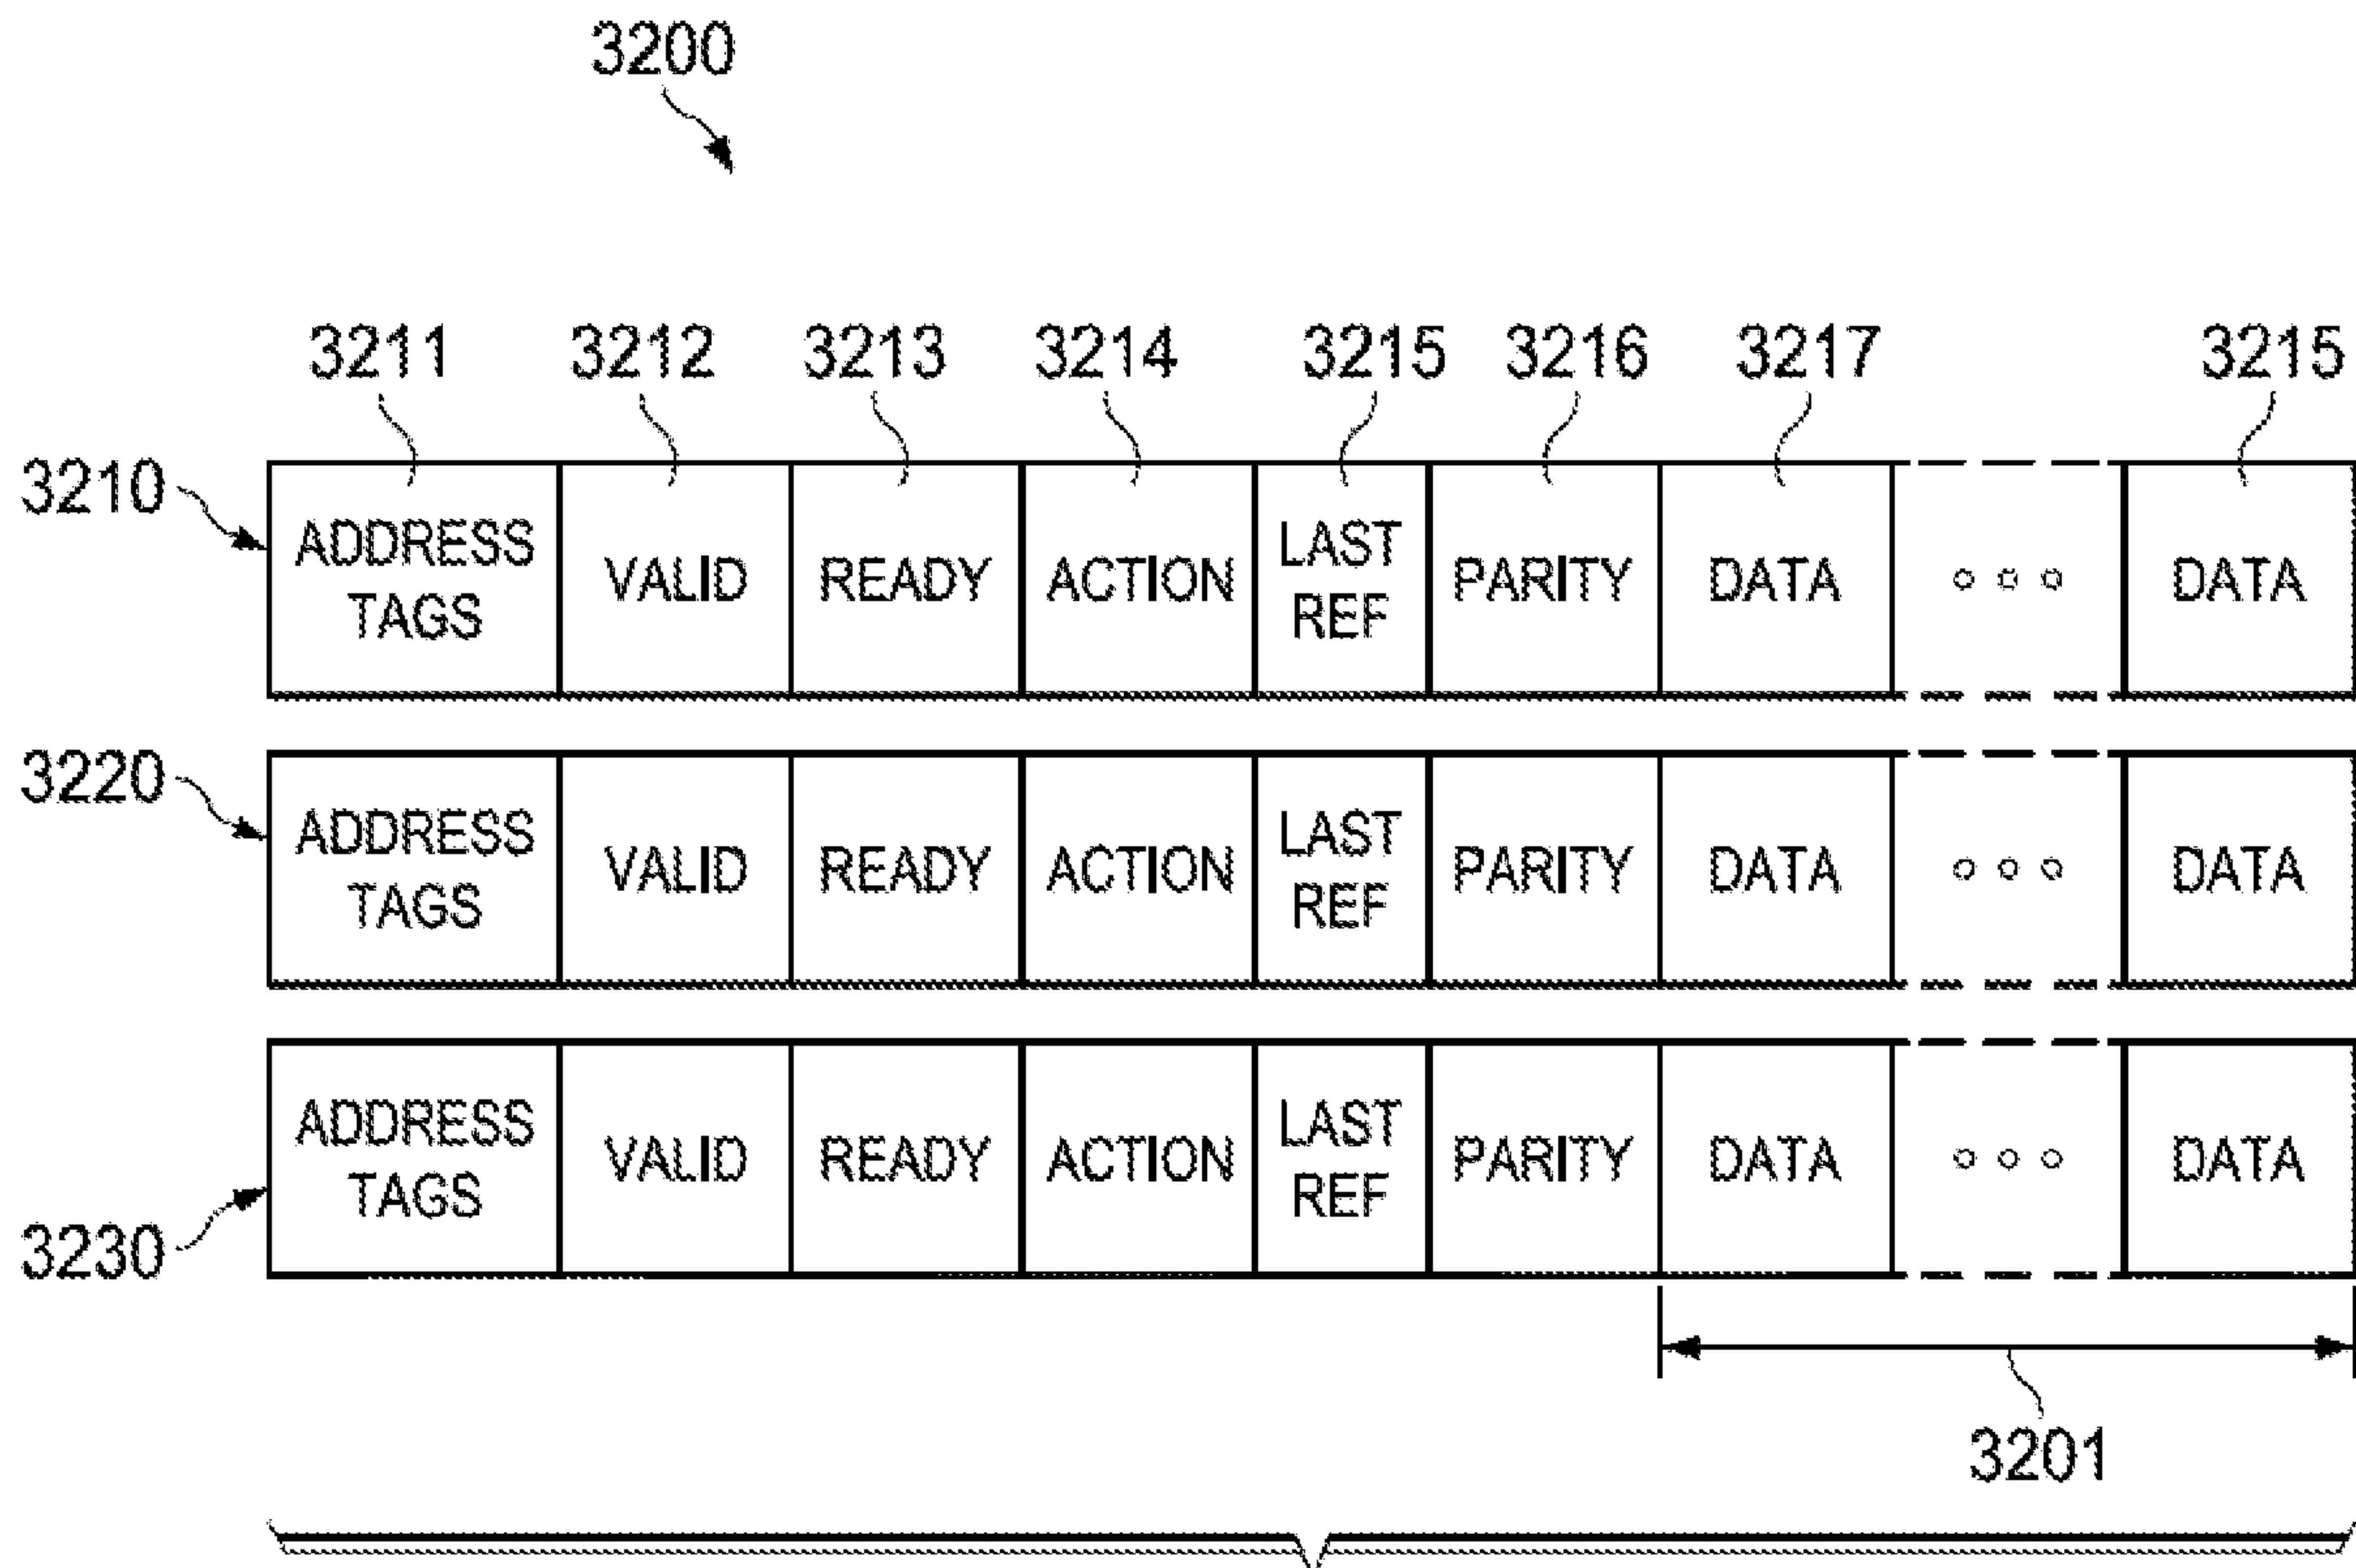 3200
3211 3212 3213 3214 3215 3216 3217 3215
3210
ADDRESS TAGS VALID READY ACTION LAST REF PARITY DATA DATA
3220
ADDRESS TAGS VALID READY ACTION LAST REF PARITY DATA DATA
3230
ADDRESS TAGS VALID READY ACTION LAST REF PARITY DATA DATA
3201